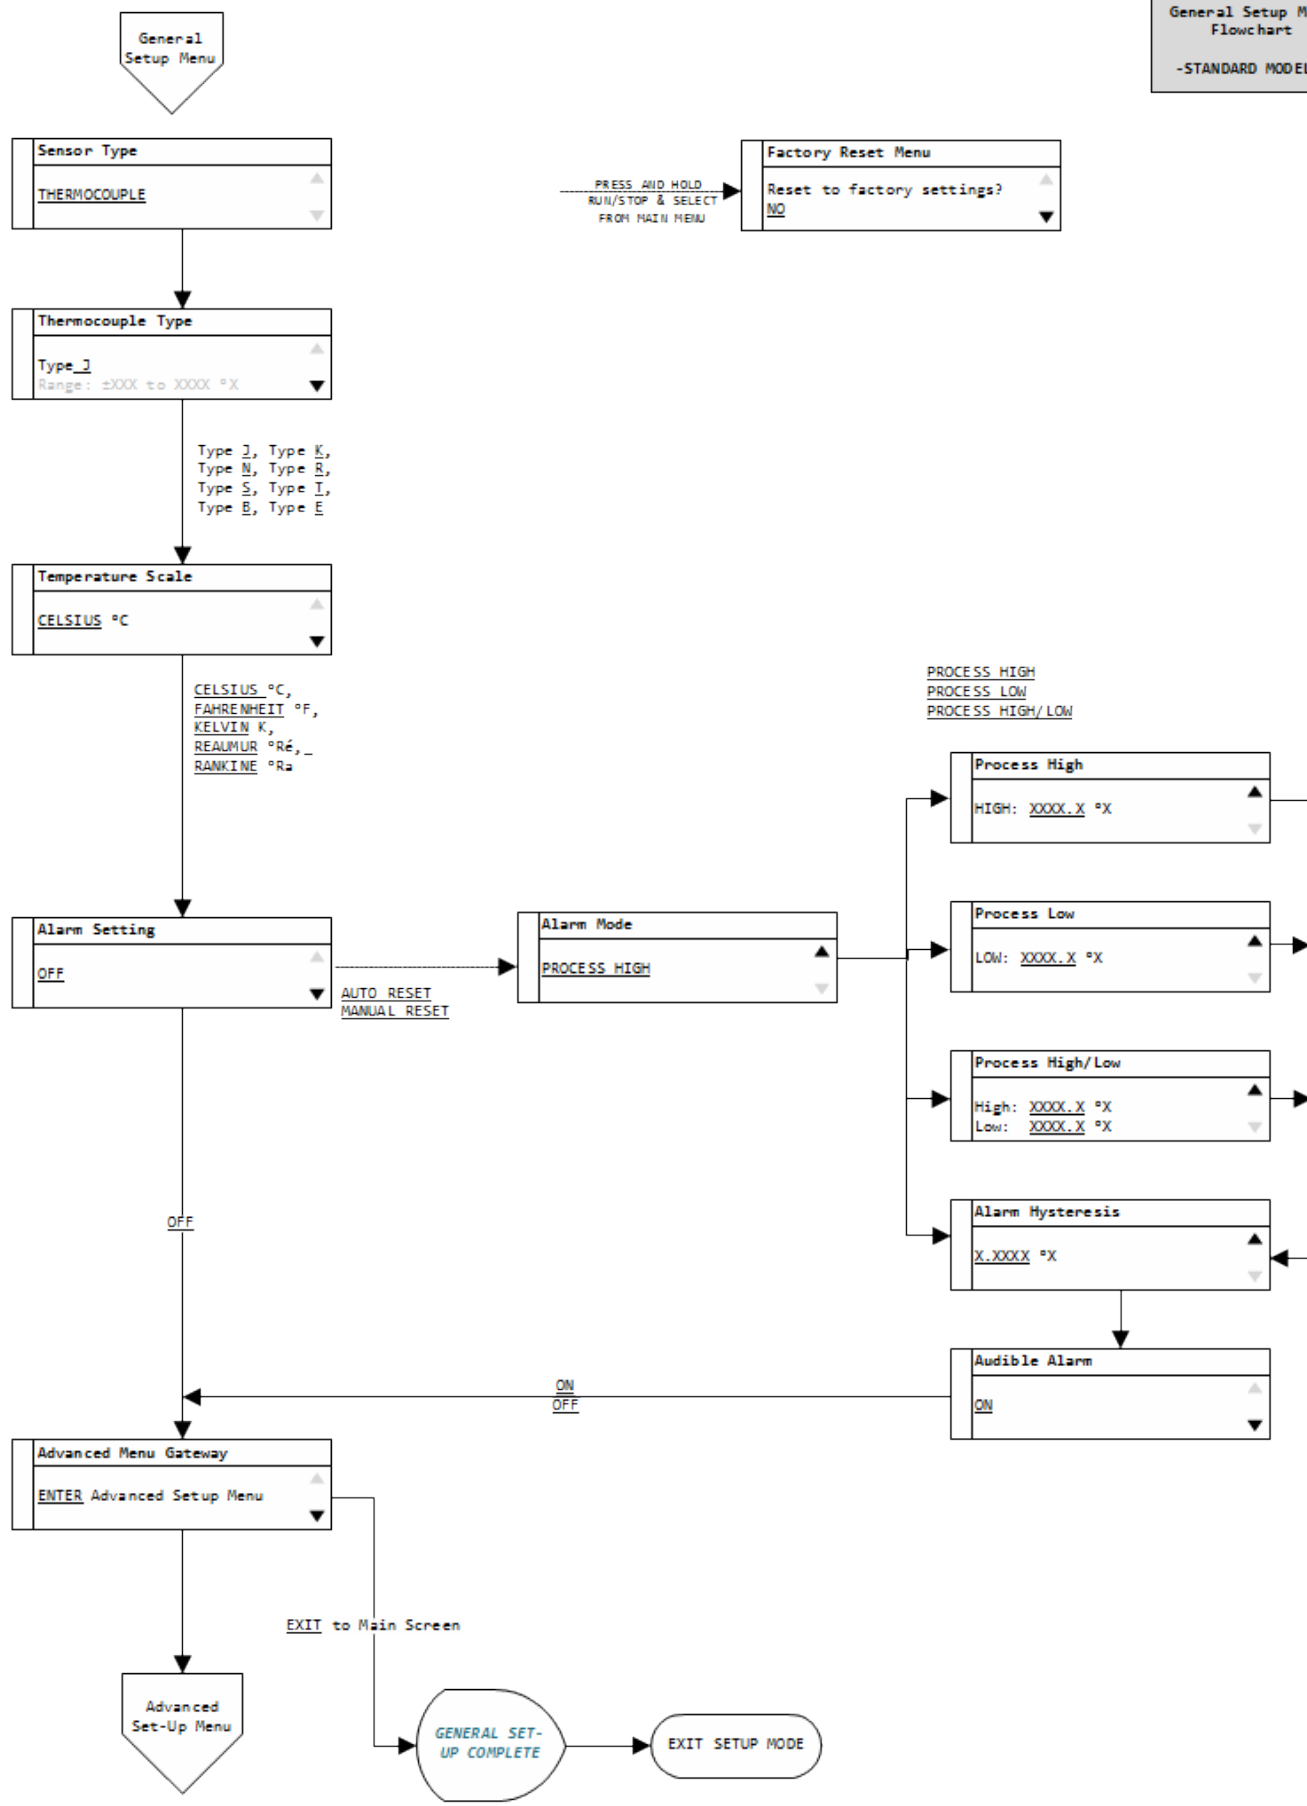 General
Setup Menu
General Setup M
Flowchart
-STANDARD MODEL
Sensor Type
THERMOCOUPLE
PRESS AND HOLD
RUN/STOP & SELECT
FROM MAIN MENU
Factory Reset Menu
Reset to factory settings?
NO
Thermocouple Type
Type J
Range: ±XXX to XXXX °X
Type J, Type K,
Type N, Type R,
Type S, Type T,
Type B, Type E
Temperature Scale
CELSIUS °C
CELSIUS °C,
FAHRENHEIT °F,
KELVIN K,
REAUMUR °Ré,_
RANKINE °Ra
PROCESS HIGH
PROCESS LOW
PROCESS HIGH/LOW
Process High
HIGH: XXXX.X °X
Alarm Setting
OFF
AUTO RESET
MANUAL RESET
Alarm Mode
PROCESS HIGH
Process Low
LOW: XXXX.X °X
Process High/Low
High: XXXX.X °X
Low: XXXX.X °X
OFF
Alarm Hysteresis
X.XXXX °X
Audible Alarm
ON
ON
OFF
Advanced Menu Gateway
ENTER Advanced Setup Menu
EXIT to Main Screen
Advanced
Set-Up Menu
GENERAL SET-
UP COMPLETE
EXIT SETUP MODE